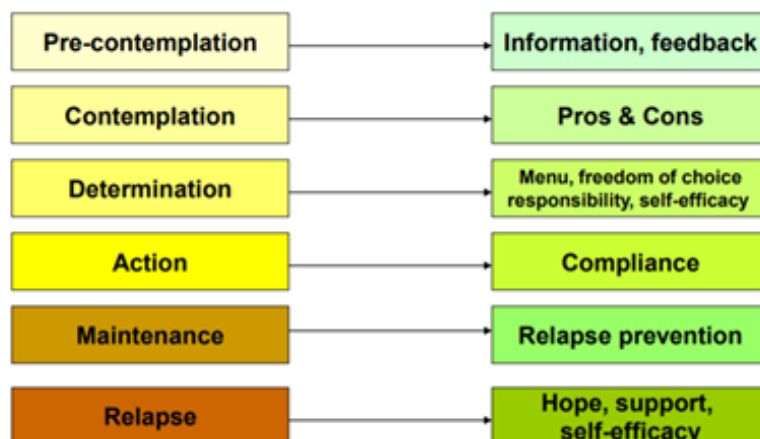 Pre-contemplation
Information, feedback
Contemplation
Pros & Cons
Determination
Menu, freedom of choice
responsibility, self-efficacy
Action
Compliance
Maintenance
Relapse prevention
Relapse
Hope, support,
self-efficacy